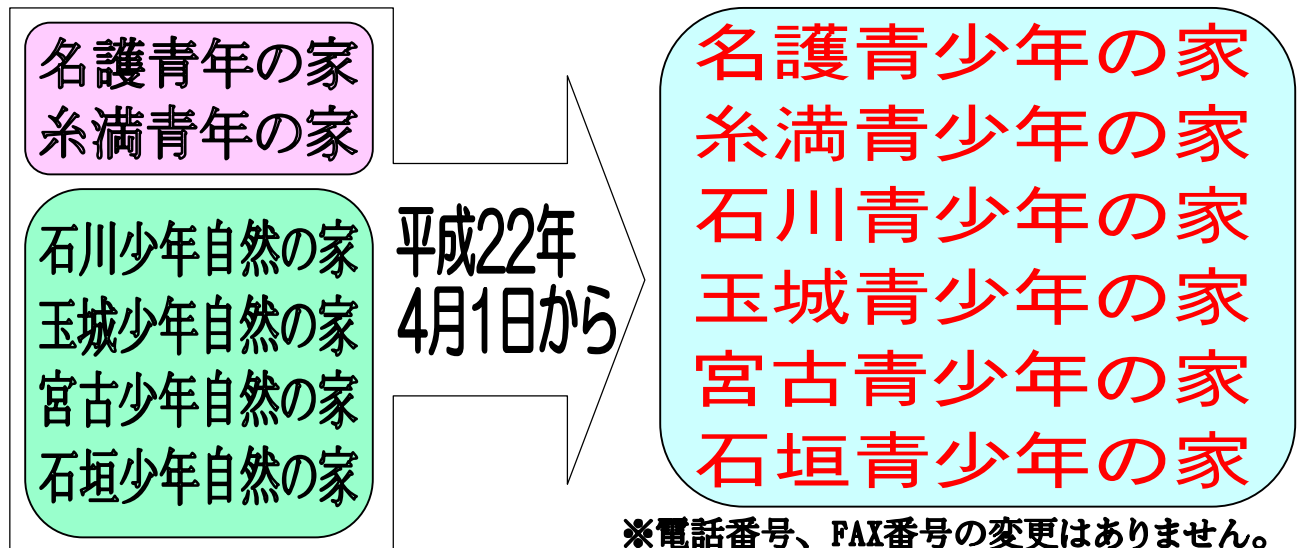 名護青年の家
糸満青年の家
石川少年自然の家
玉城少年自然の家
宮古少年自然の家
石垣少年自然の家
平成22年
4月1日から
名護青少年の家
糸満青少年の家
石川青少年の家
玉城青少年の家
宮古青少年の家
石垣青少年の家
※電話番号、FAX番号の変更はありません。